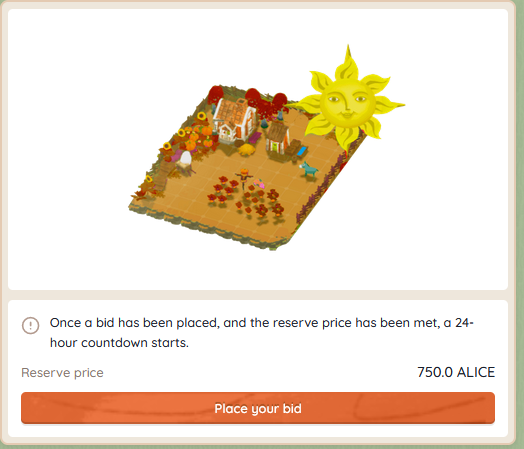 Once a bid has been placed, and the reserve price has been met, a 24-
hour countdown starts.
Reserve price 750.0 ALICE
Place your bid